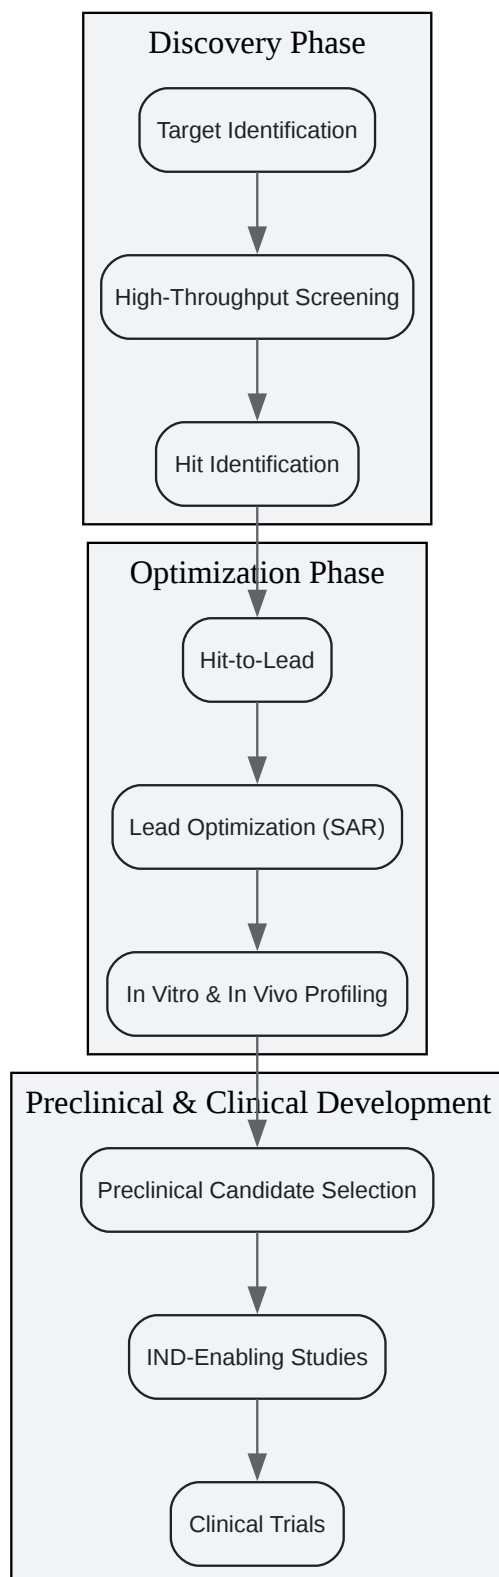 Discovery Phase
Target Identification
High-Throughput Screening
Hit Identification
Optimization Phase
Hit-to-Lead
Lead Optimization (SAR)
In Vitro & In Vivo Profiling
Preclinical & Clinical Development
Preclinical Candidate Selection
IND-Enabling Studies
Clinical Trials